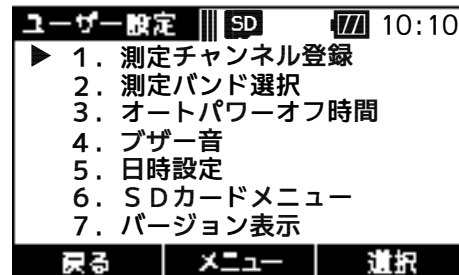 ユーザー設定 SD 10:10
▶ 1. 測定チャンネル登録
2. 測定バンド選択
3. オートパワーオフ時間
4. ブザー音
5. 日時設定
6. SDカードメニュー
7. バージョン表示
戻る メニュー 選択